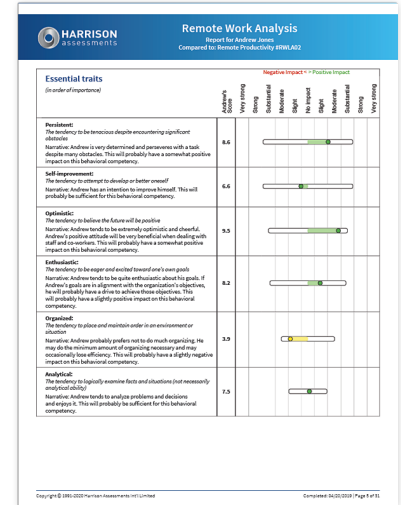 HARRISON
assessments
Remote Work Analysis
Report for Andrew Jones
Compared to: Remote Productivity #RWLA02
Essential traits
(in order of importance)
Negative Impact < > Positive Impact
Andrew's Score
Very strong
Strong
Substantial
Moderate
Slight
No impact
Slight
Moderate
Substantial
Strong
Very strong
Persistent:
The tendency to be tenacious despite encountering significant
obstacles
Narrative: Andrew is very determined and perseveres with a task
despite many obstacles. This will probably have a somewhat positive
impact on this behavioral competency.
8.6
Self-improvement:
The tendency to attempt to develop or better oneself
Narrative: Andrew has an intention to improve himself. This will
probably be sufficient for this behavioral competency.
6.6
Optimistic:
The tendency to believe the future will be positive
Narrative: Andrew tends to be extremely optimistic and cheerful.
Andrew's positive attitude will be very beneficial when dealing with
staff and co-workers. This will probably have a somewhat positive
impact on this behavioral competency.
9.5
Enthusiastic:
The tendency to be eager and excited toward one's own goals
Narrative: Andrew tends to be quite enthusiastic about his goals. If
Andrew's goals are in alignment with the organization's objectives,
he will probably have a drive to achieve those objectives. This
will probably have a slightly positive impact on this behavioral
competency.
8.2
Organized:
The tendency to place and maintain order in an environment or
situation
Narrative: Andrew probably prefers not to do much organizing. He
may do the minimum amount of organizing necessary and may
occasionally lose efficiency. This will probably have a slightly negative
impact on this behavioral competency.
3.9
Analytical:
The tendency to logically examine facts and situations (not necessarily
analytical ability)
Narrative: Andrew tends to analyze problems and decisions
and enjoys it. This will probably be sufficient for this behavioral
competency.
7.5
Copyright © 1991-2020 Harrison Assessments Int'l Limited
Completed: 04/20/2019 | Page 5 of 51